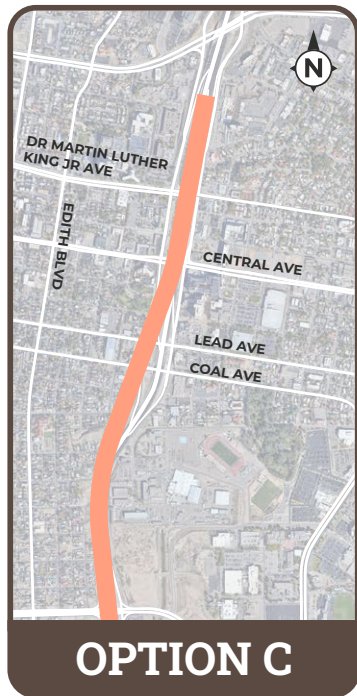 N
DR MARTIN LUTHER
KING JR AVE
EDITH BLVD
CENTRAL AVE
LEAD AVE
COAL AVE
OPTION C